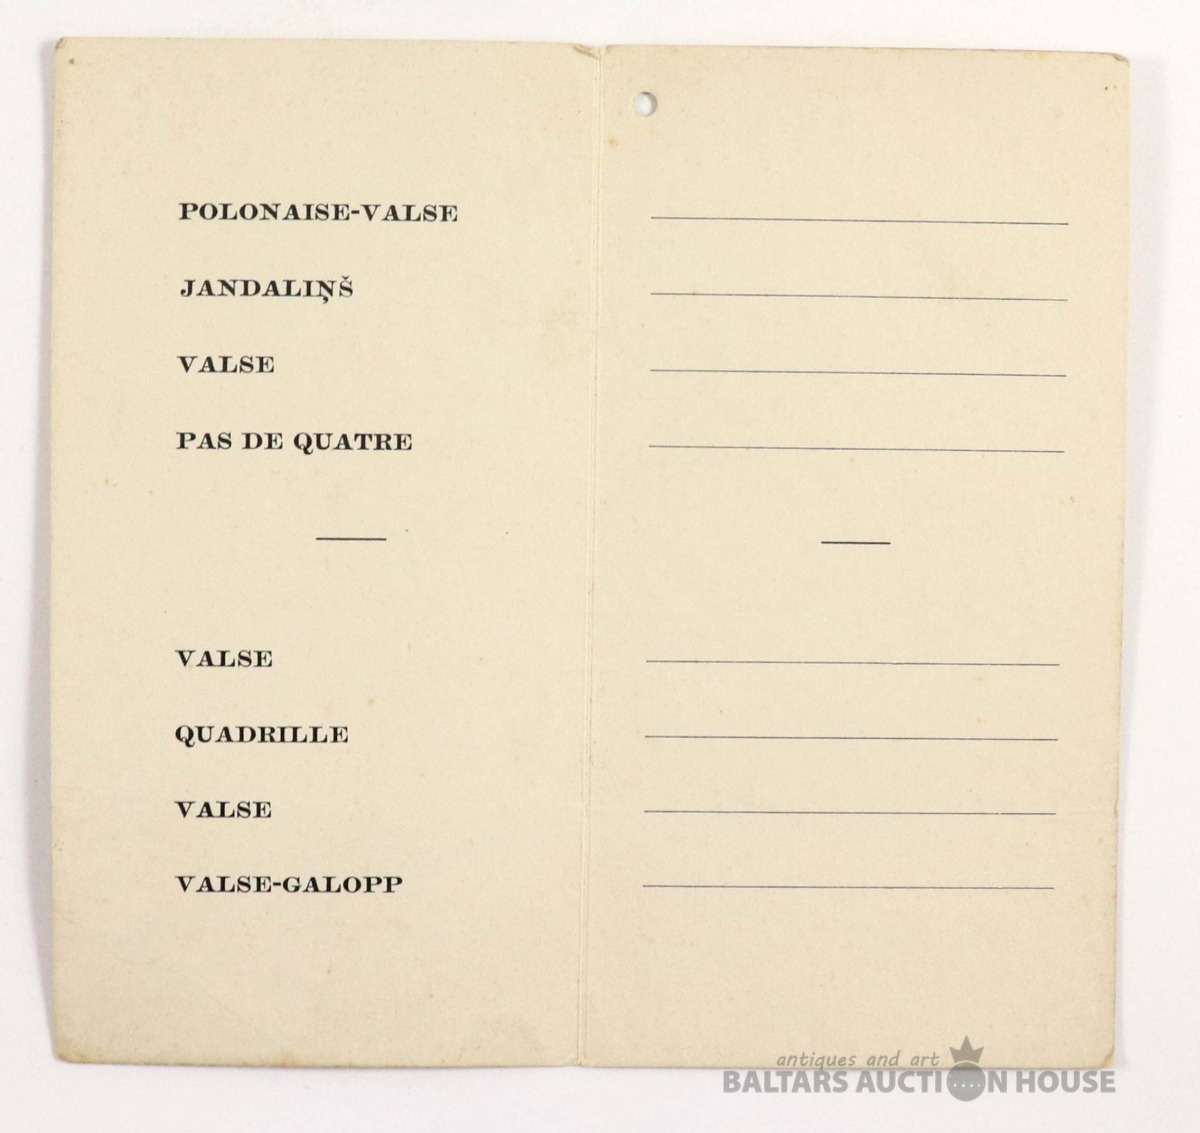 POLONAISE-VALSE
JANDALIŅŠ
VALSE
PAS DE QUATRE
VALSE
QUADRILLE
VALSE
VALSE-GALOPP
antiques and art
BALTARS AUCTION HOUSE